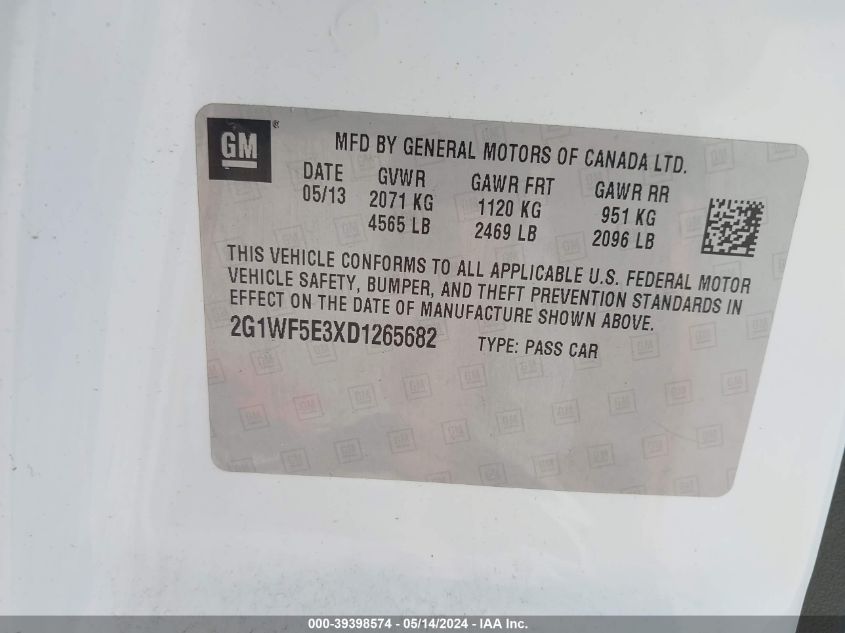 GM ®
MFD BY GENERAL MOTORS OF CANADA LTD.
DATE GVWR GAWR FRT GAWR RR
05/13 2071 KG 1120 KG 951 KG
4565 LB 2469 LB 2096 LB
THIS VEHICLE CONFORMS TO ALL APPLICABLE U.S. FEDERAL MOTOR
VEHICLE SAFETY, BUMPER, AND THEFT PREVENTION STANDARDS IN
EFFECT ON THE DATE OF MANUFACTURE SHOWN ABOVE.
2G1WF5E3XD1265682 TYPE: PASS CAR
000-39398574 - 05/14/2024 - IAA Inc.